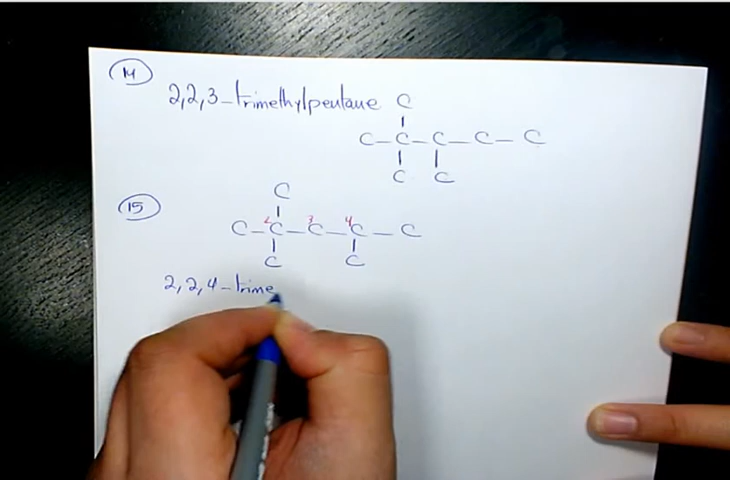 14
2,2,3-trimethylpentane
C
C-C-C-C-C
C C
15
C
2 3 4
C-C-C-C-C
C C
2,2,4-trime